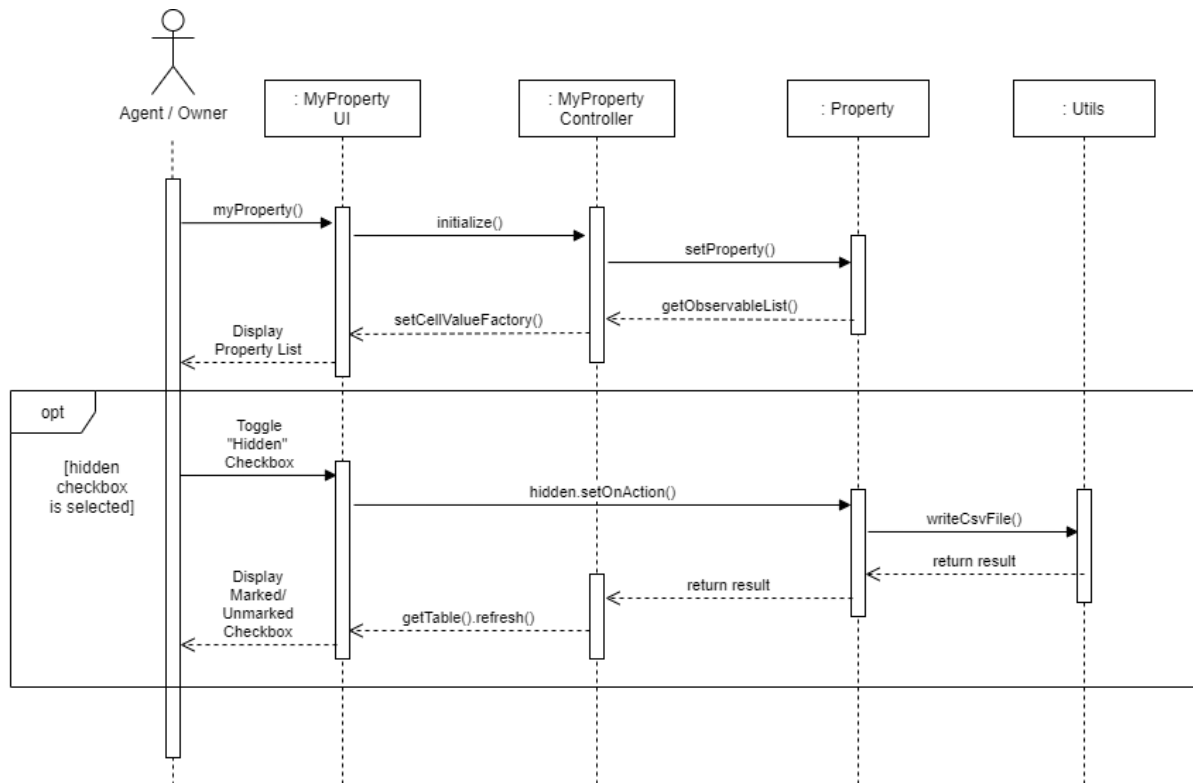 Agent / Owner
: MyProperty
UI
: MyProperty
Controller
: Property
: Utils
myProperty()
initialize()
setProperty()
getObservableList()
setCellValueFactory()
Display
Property List
opt
[hidden
checkbox
is selected]
Toggle
"Hidden"
Checkbox
hidden.setOnAction()
writeCsvFile()
return result
return result
getTable().refresh()
Display
Marked/
Unmarked
Checkbox